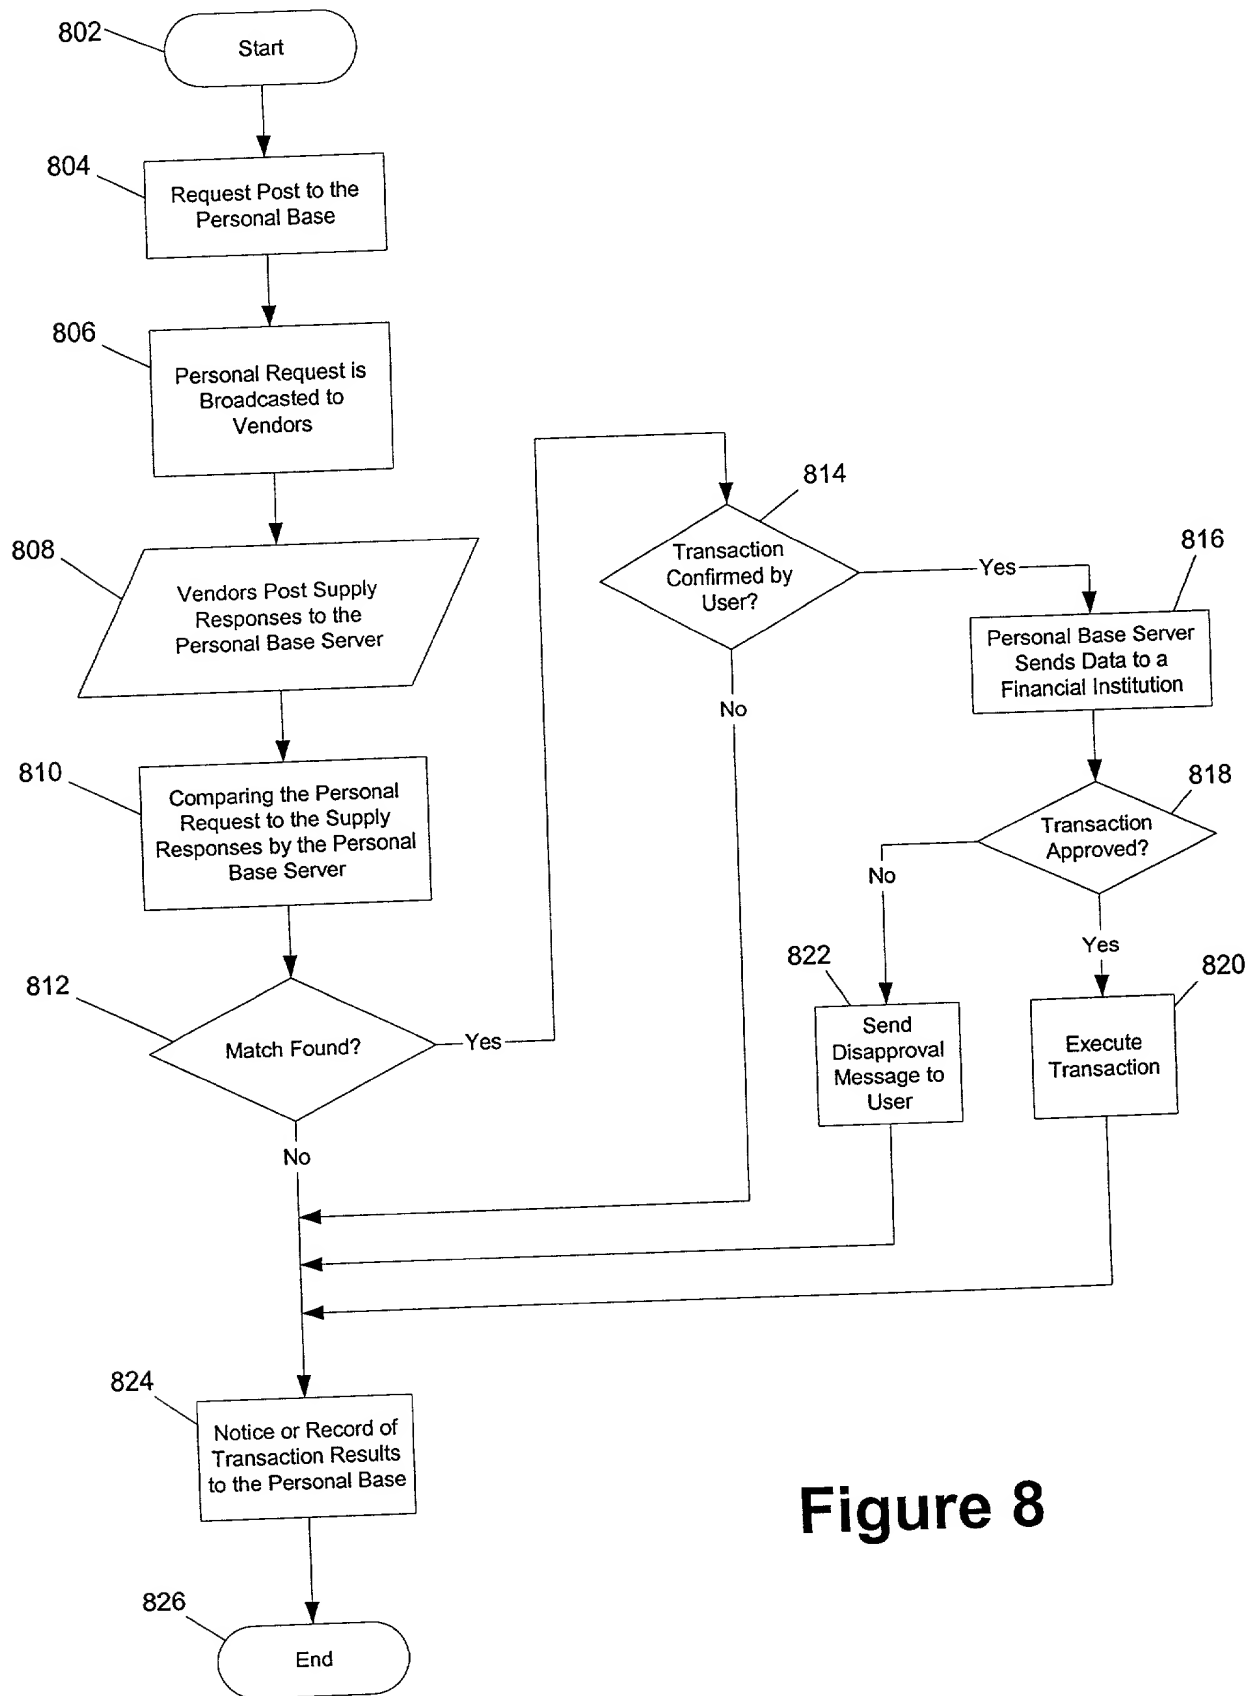 802
Start
804
Request Post to the
Personal Base
806
Personal Request is
Broadcasted to
Vendors
808
Vendors Post Supply
Responses to the
Personal Base Server
810
Comparing the Personal
Request to the Supply
Responses by the Personal
Base Server
812
Match Found?
Yes
No
814
Transaction
Confirmed by
User?
Yes
No
816
Personal Base Server
Sends Data to a
Financial Institution
818
Transaction
Approved?
No
Yes
822
Send
Disapproval
Message to
User
820
Execute
Transaction
824
Notice or Record of
Transaction Results
to the Personal Base
826
End
Figure 8